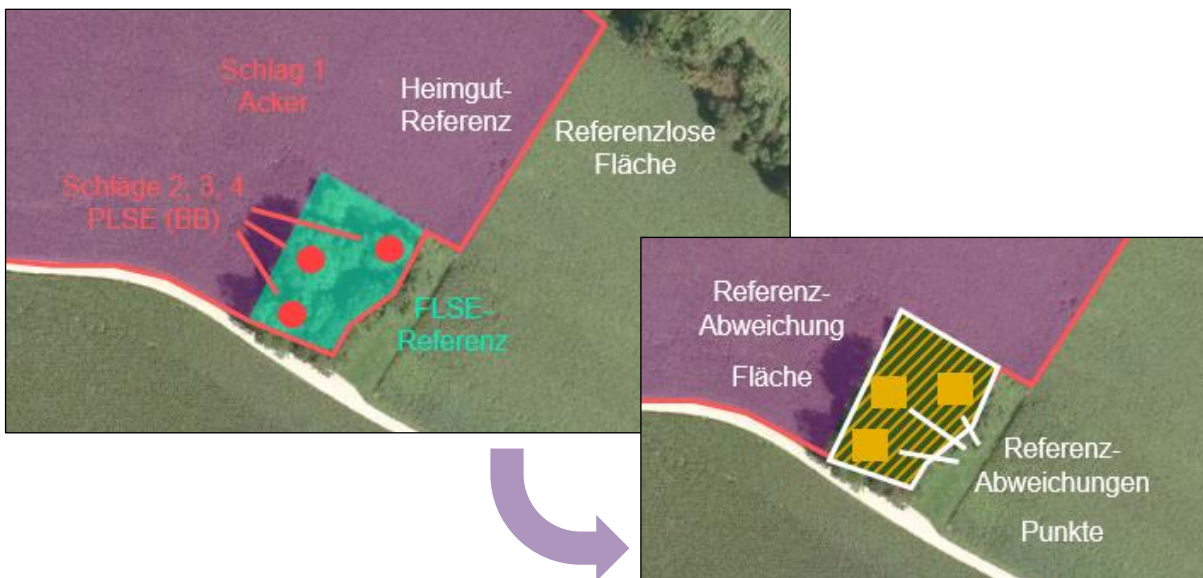 Schlag 1
Acker
Heimgut-
Referenz
Referenzlose
Fläche
Schläge 2, 3, 4
PLSE (BB)
FLSE-
Referenz
Referenz-
Abweichung
Fläche
Referenz-
Abweichungen
Punkte